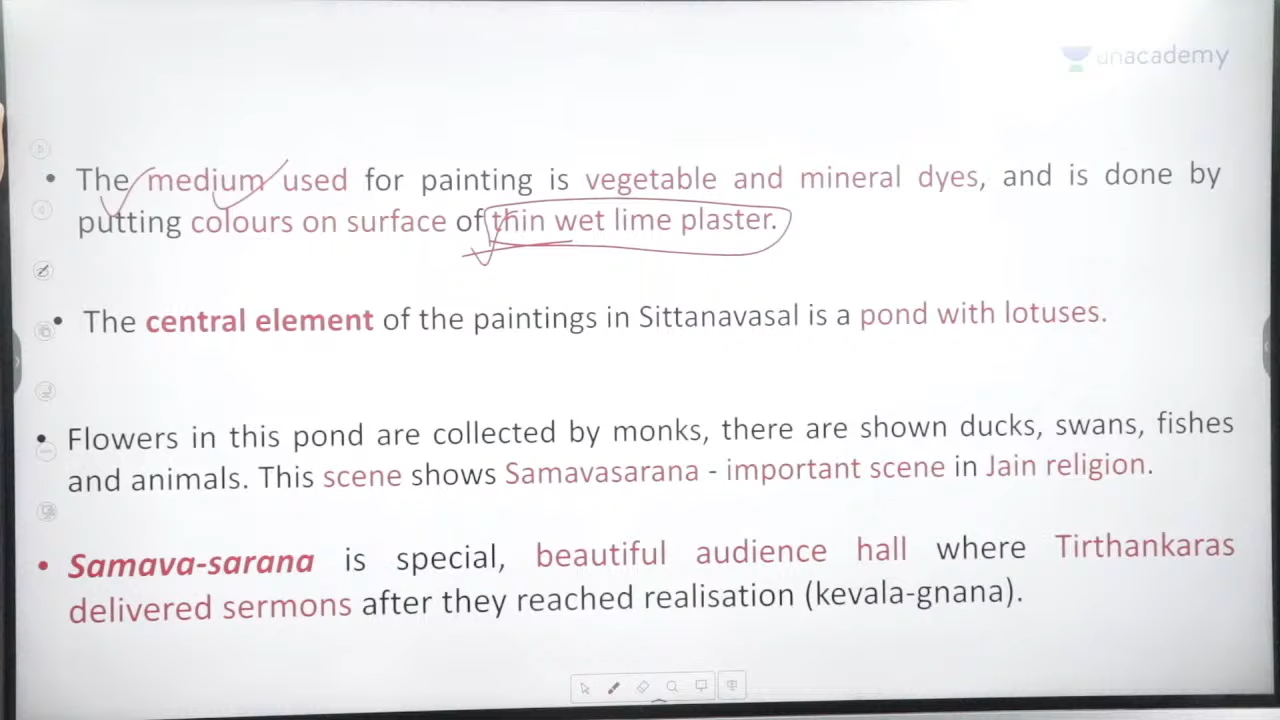 unacademy
• The medium used for painting is vegetable and mineral dyes, and is done by
putting colours on surface of thin wet lime plaster.
• The central element of the paintings in Sittanavasal is a pond with lotuses.
• Flowers in this pond are collected by monks, there are shown ducks, swans, fishes
and animals. This scene shows Samavasarana - important scene in Jain religion.
• Samava-sarana is special, beautiful audience hall where Tirthankaras
delivered sermons after they reached realisation (kevala-gnana).